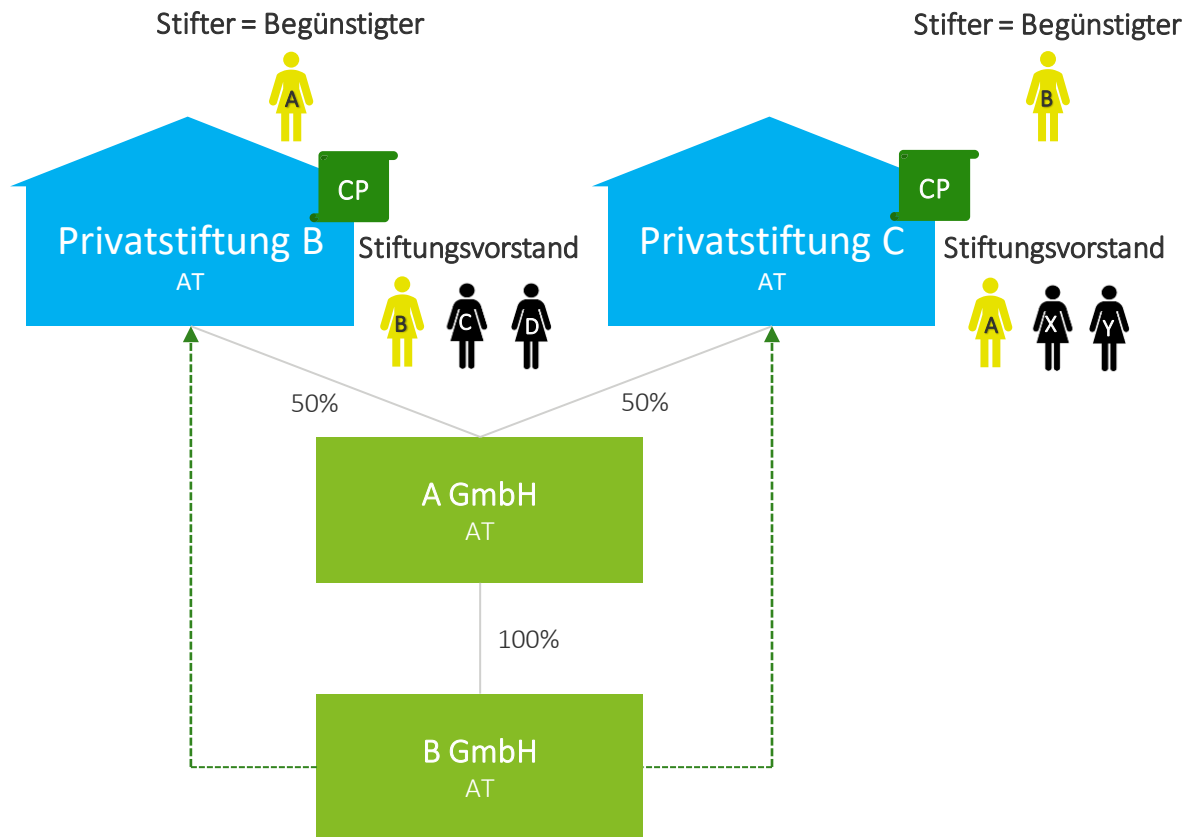 Stifter = Begünstigter
Stifter = Begünstigter
A
B
CP
CP
Privatstiftung B
AT
Privatstiftung C
AT
Stiftungsvorstand
Stiftungsvorstand
B C D
A X Y
50%
50%
A GmbH
AT
100%
B GmbH
AT